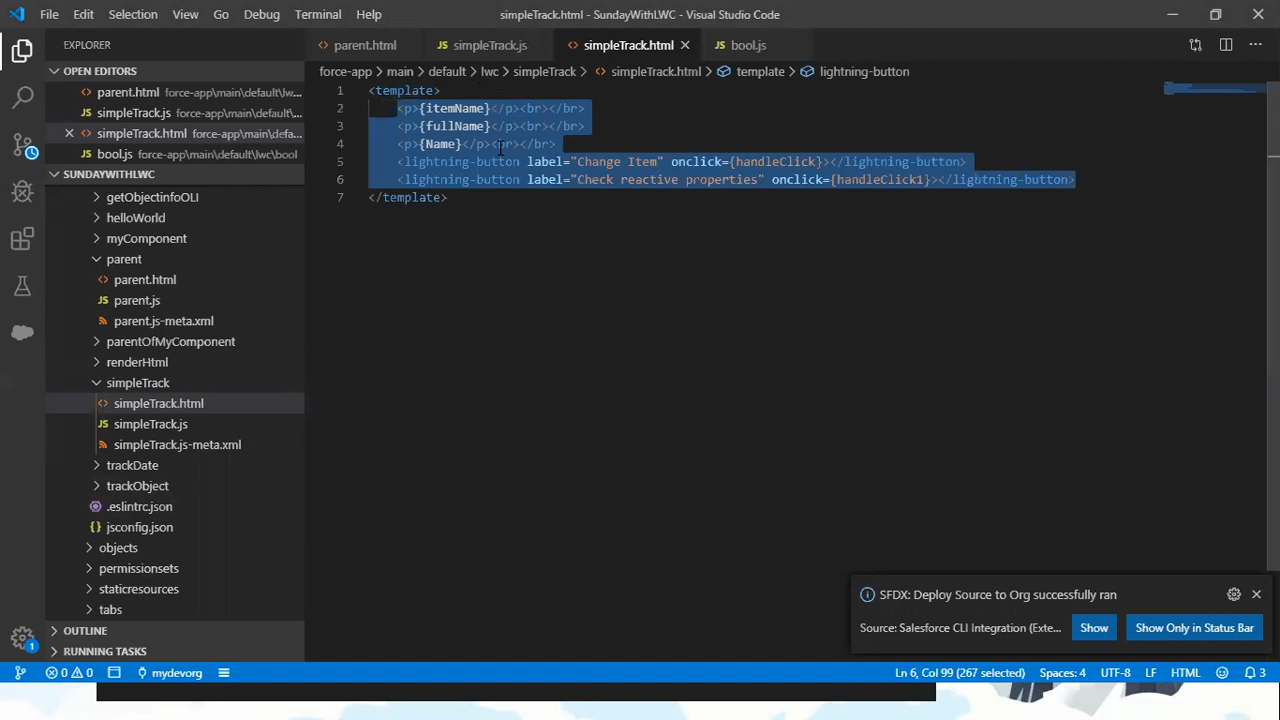 File Edit Selection View Go Debug Terminal Help
simpleTrack.html - SundayWithLWC - Visual Studio Code
EXPLORER
parent.html simpleTrack.js simpleTrack.html bool.js
OPEN EDITORS
force-app main default lwc simpleTrack simpleTrack.html template lightning-button
parent.html force-app\main\default\lw...
simpleTrack.js force-app\main\default\...
simpleTrack.html force-app\main\defa...
bool.js force-app\main\default\lwc\bool
SUNDAYWITHLWC
getObjectinfoOLI
helloWorld
myComponent
parent
parent.html
parent.js
parent.js-meta.xml
parentOfMyComponent
renderHtml
simpleTrack
simpleTrack.html
simpleTrack.js
simpleTrack.js-meta.xml
trackDate
trackObject
.eslintrc.json
jsconfig.json
objects
permissionsets
staticresources
tabs
OUTLINE
RUNNING TASKS
1 <template>
2 <p>{itemName}</p><br></br>
3 <p>{fullName}</p><br></br>
4 <p>{Name}</p><br></br>
5 <lightning-button label="Change Item" onclick={handleClick}></lightning-button>
6 <lightning-button label="Check reactive properties" onclick={handleClick1}></lightning-button>
7 </template>
SFDX: Deploy Source to Org successfully ran
Source: Salesforce CLI Integration (Exte...
Show
Show Only in Status Bar
1
0 0 mydevorg Ln 6, Col 99 (267 selected) Spaces: 4 UTF-8 LF HTML 3